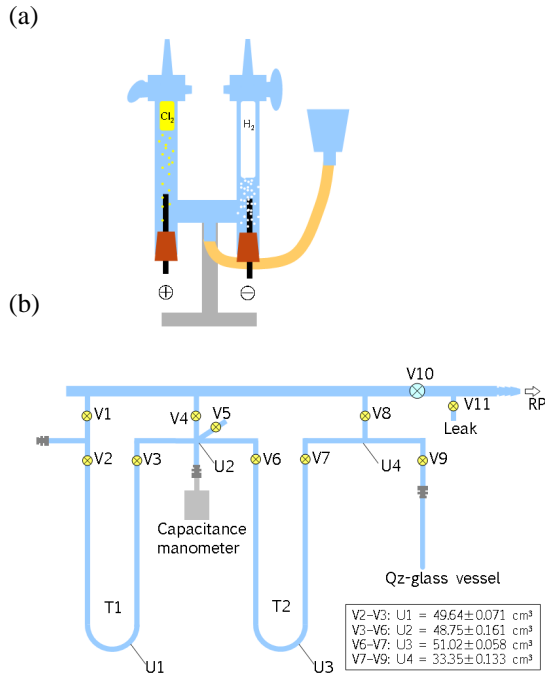 (a)
Cl2
H2
⊕
⊖
(b)
V10
V1
V4
V5
V8
V11
RP
Leak
V2
V3
U2
V6
V7
U4
V9
Capacitance
manometer
Qz-glass vessel
T1
T2
U1
U3
V2-V3: U1 = 49.64±0.071 cm³
V3-V6: U2 = 48.75±0.161 cm³
V6-V7: U3 = 51.02±0.058 cm³
V7-V9: U4 = 33.35±0.133 cm³